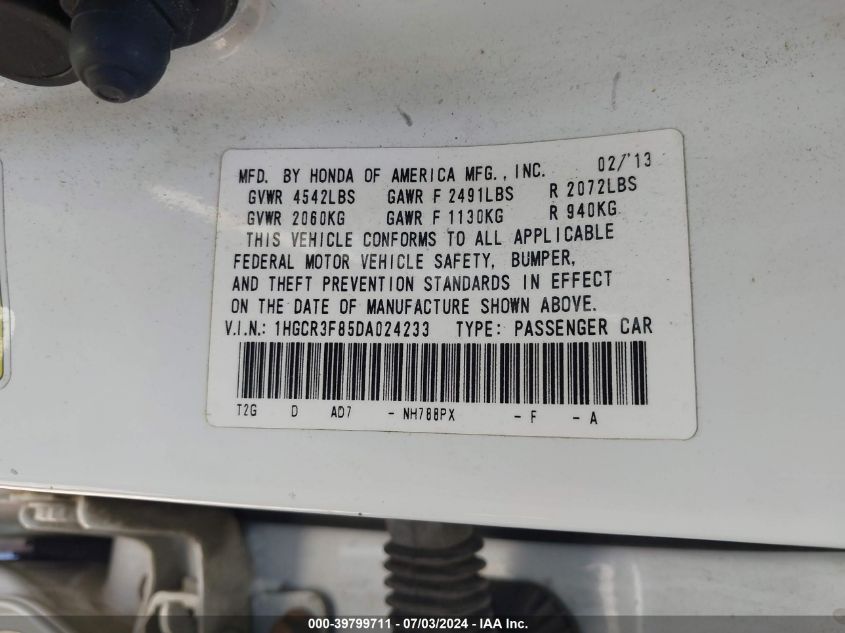 MFD. BY HONDA OF AMERICA MFG., INC. 02/'13
GVWR 4542LBS GAWR F 2491LBS R 2072LBS
GVWR 2060KG GAWR F 1130KG R 940KG
THIS VEHICLE CONFORMS TO ALL APPLICABLE
FEDERAL MOTOR VEHICLE SAFETY, BUMPER,
AND THEFT PREVENTION STANDARDS IN EFFECT
ON THE DATE OF MANUFACTURE SHOWN ABOVE.
V.I.N.: 1HGCR3F85DA024233 TYPE: PASSENGER CAR
T2G D AD7 - NH788PX - F - A
000-39799711 / 07/03/2024 - IAA Inc.